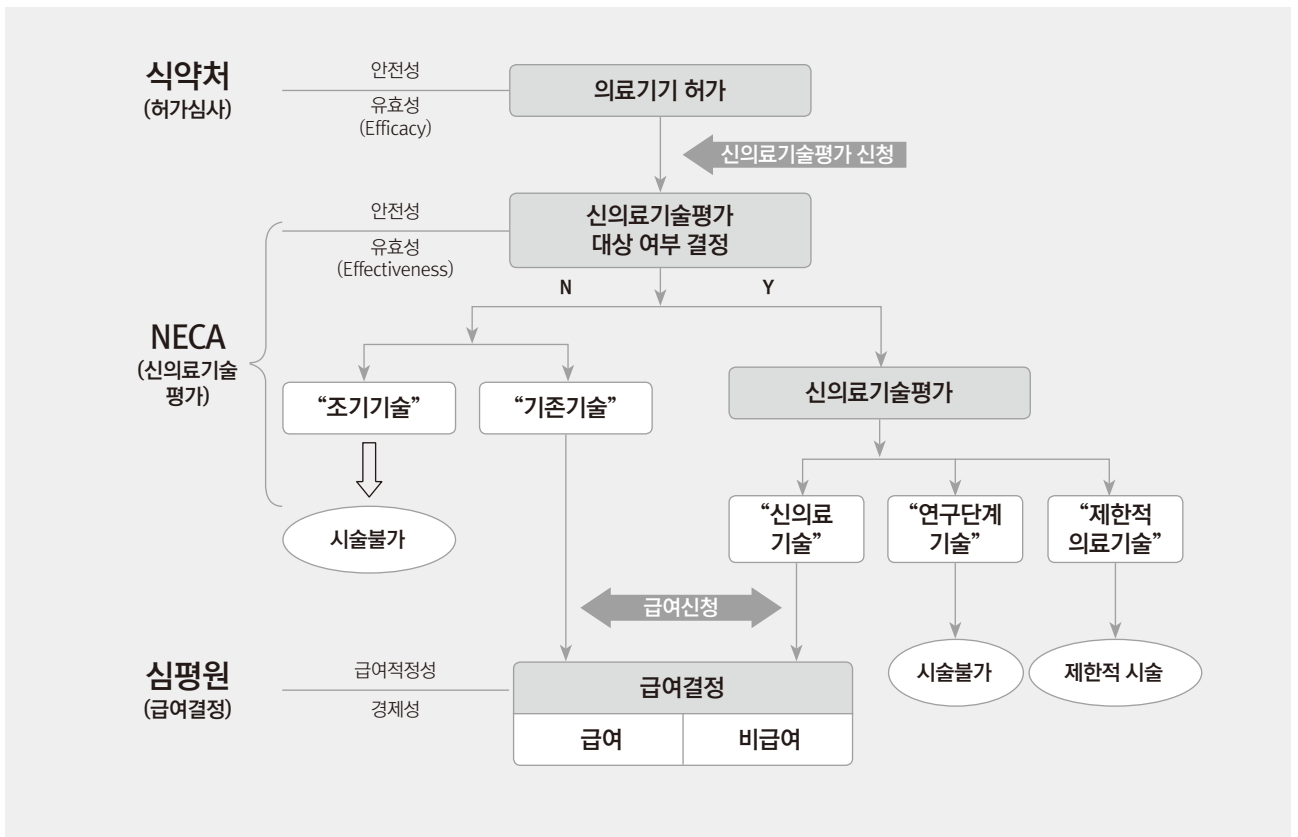 식약처
(허가심사)
안전성
유효성
(Efficacy)
의료기기 허가
신의료기술평가 신청
NECA
(신의료기술
평가)
안전성
유효성
(Effectiveness)
신의료기술평가
대상 여부 결정
N
Y
“조기기술”
“기존기술”
신의료기술평가
시술불가
“신의료
기술”
“연구단계
기술”
“제한적
의료기술”
급여신청
시술불가
제한적 시술
심평원
(급여결정)
급여적정성
경제성
급여결정
급여
비급여